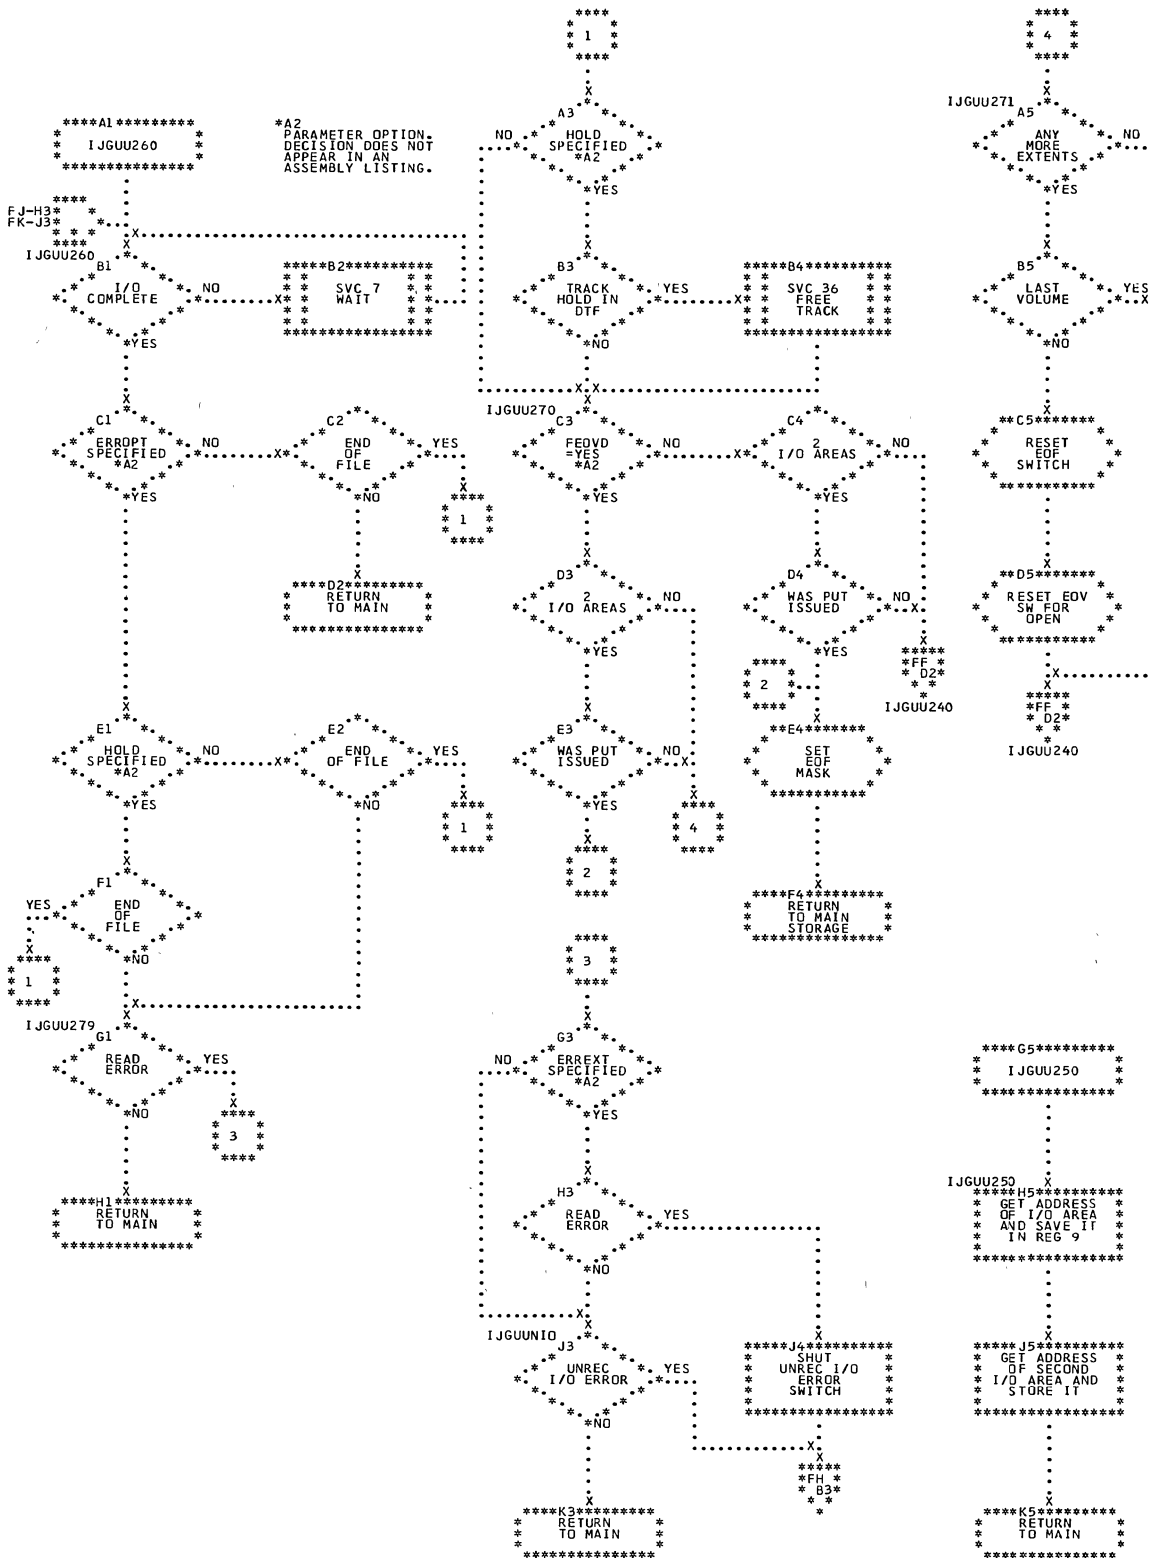 1
4
IJGUU271
A1
IJGUU260
*A2
PARAMETER OPTION.
DECISION DOES NOT
APPEAR IN AN
ASSEMBLY LISTING.
A3
NO
HOLD
SPECIFIED
*A2
YES
A5
ANY
MORE
EXTENTS
NO
YES
FJ-H3
FK-J3
IJGUU260
B1
I/O
COMPLETE
NO
YES
B2
SVC 7
WAIT
B3
TRACK
HOLD IN
DTF
YES
NO
B4
SVC 36
FREE
TRACK
B5
LAST
VOLUME
YES
NO
C1
ERROPT
SPECIFIED
*A2
NO
YES
C2
END
OF
FILE
YES
NO
1
IJGUU270
C3
FEOVD
=YES
*A2
NO
YES
C4
2
I/O AREAS
NO
YES
C5
RESET
EOF
SWITCH
D2
RETURN
TO MAIN
D3
2
I/O AREAS
NO
YES
D4
WAS PUT
ISSUED
NO
YES
D5
RESET EOV
SW FOR
OPEN
2
FF
D2
IJGUU240
FF
D2
IJGUU240
E1
HOLD
SPECIFIED
*A2
NO
YES
E2
END
OF FILE
YES
NO
1
E3
WAS PUT
ISSUED
NO
YES
4
2
E4
SET
EOF
MASK
F1
YES
END
OF
FILE
NO
1
F4
RETURN
TO MAIN
STORAGE
3
IJGUU279
G1
READ
ERROR
YES
NO
3
G3
NO
ERREXT
SPECIFIED
*A2
YES
G5
IJGUU250
H1
RETURN
TO MAIN
H3
READ
ERROR
YES
NO
IJGUU250
H5
GET ADDRESS
OF I/O AREA
AND SAVE IT
IN REG 9
IJGUUNIO
J3
UNREC
I/O ERROR
YES
NO
J4
SHUT
UNREC I/O
ERROR
SWITCH
J5
GET ADDRESS
OF SECOND
I/O AREA AND
STORE IT
FH
B3
K3
RETURN
TO MAIN
K5
RETURN
TO MAIN